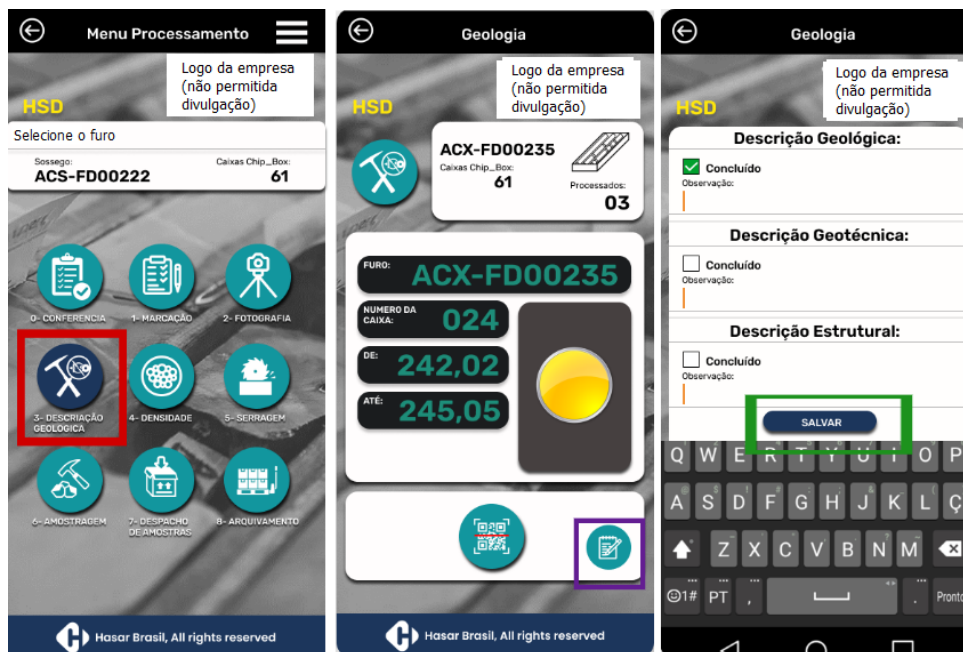 Menu Processamento
Logo da empresa
(não permitida
divulgação)
HSD
Selecione o furo
Sossego:
ACS-FD00222
Caixas Chip_Box:
61
0- CONFERÊNCIA
1- MARCAÇÃO
2- FOTOGRAFIA
3- DESCRIAÇÃO
GEOLÓGICA
4- DENSIDADE
5- SERRAGEM
6- AMOSTRAGEM
7- DESPACHO
DE AMOSTRAS
8- ARQUIVAMENTO
Hasar Brasil, All rights reserved
Geologia
Logo da empresa
(não permitida
divulgação)
HSD
ACX-FD00235
Caixas Chip_Box:
61
Processados:
03
FURO:
ACX-FD00235
NUMERO DA
CAIXA:
024
DE:
242,02
ATÉ:
245,05
Hasar Brasil, All rights reserved
Geologia
Logo da empresa
(não permitida
divulgação)
HSD
Descrição Geológica:
Concluído
Observação:
Descrição Geotécnica:
Concluído
Observação:
Descrição Estrutural:
Concluído
Observação:
SALVAR
Q W E R T Y U I O P
A S D F G H J K L Ç
Z X C V B N M
1# PT , . Pronto